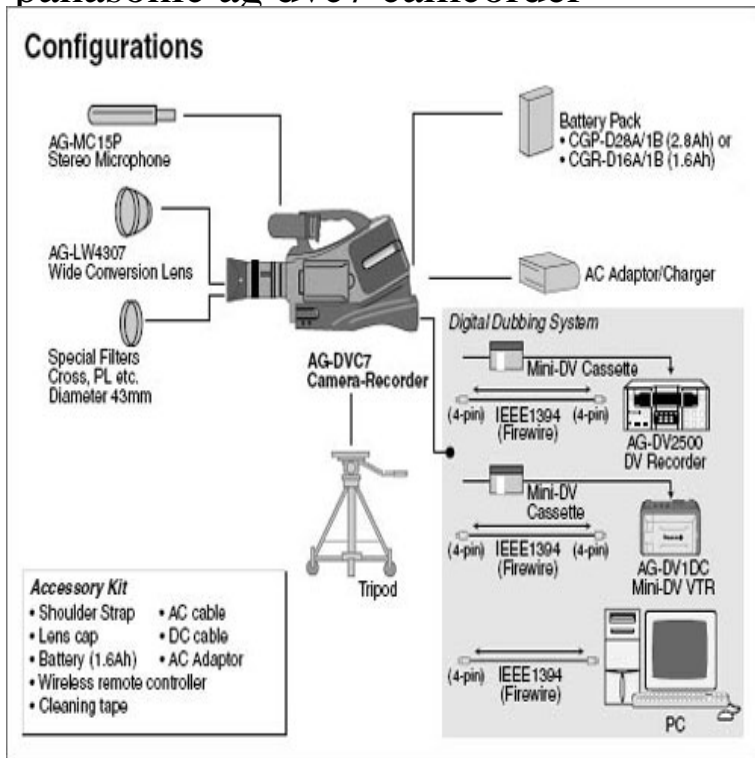 panasonic ag dvc7 camcorder
Configurations
AG-MC15P
Stereo Microphone
AG-LW4307
Wide Conversion Lens
Special Filters
Cross, PL etc.
Diameter 43mm
AG-DVC7
Camera-Recorder
Tripod
Battery Pack
• CGP-D28A/1B (2.8Ah) or
• CGR-D16A/1B (1.6Ah)
AC Adaptor/Charger
Digital Dubbing System
Mini-DV Cassette
(4-pin) IEEE1394 (4-pin)
(Firewire)
AG-DV2500
DV Recorder
Mini-DV
Cassette
(4-pin) IEEE1394 (4-pin)
(Firewire)
AG-DV1DC
Mini-DV VTR
(4-pin) IEEE1394
(Firewire)
PC
Accessory Kit
• Shoulder Strap • AC cable
• Lens cap • DC cable
• Battery (1.6Ah) • AC Adaptor
• Wireless remote controller
• Cleaning tape